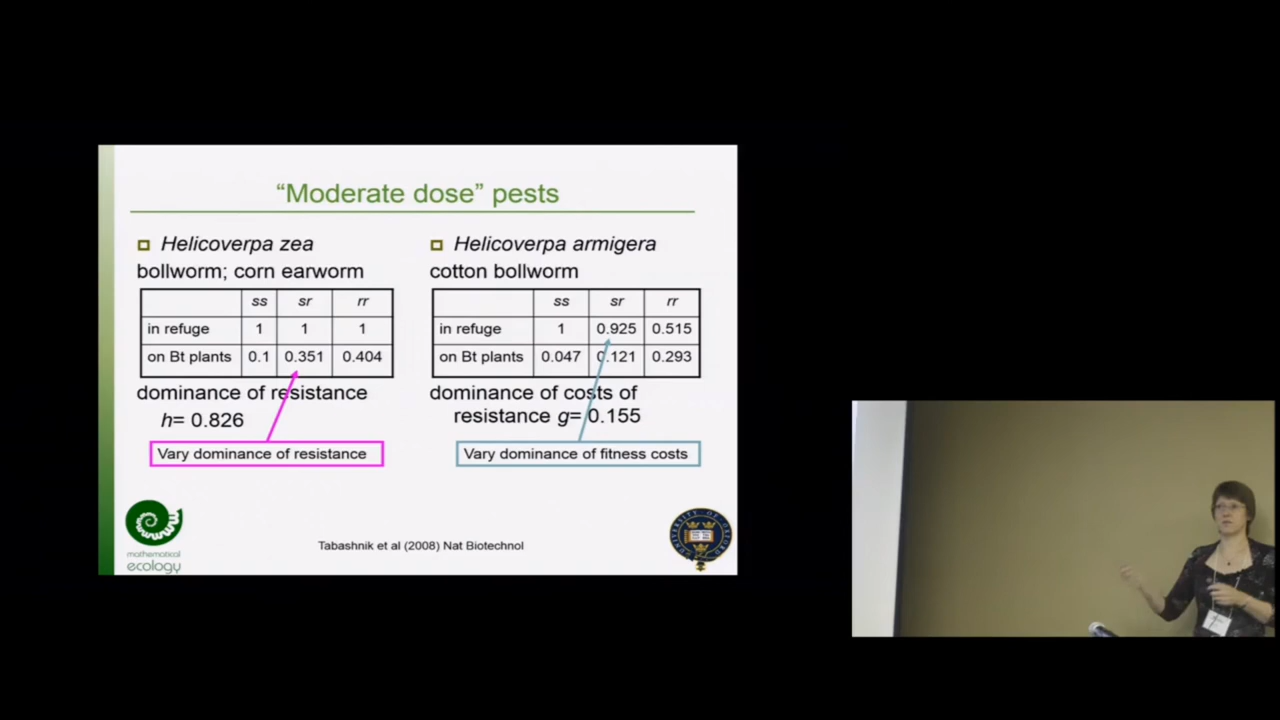 “Moderate dose” pests
Helicoverpa zea
bollworm; corn earworm
ss sr rr
in refuge 1 1 1
on Bt plants 0.1 0.351 0.404
dominance of resistance
h= 0.826
Vary dominance of resistance
Helicoverpa armigera
cotton bollworm
ss sr rr
in refuge 1 0.925 0.515
on Bt plants 0.047 0.121 0.293
dominance of costs of
resistance g= 0.155
Vary dominance of fitness costs
mathematical
ecology
Tabashnik et al (2008) Nat Biotechnol
UNIVERSITY OF OXFORD